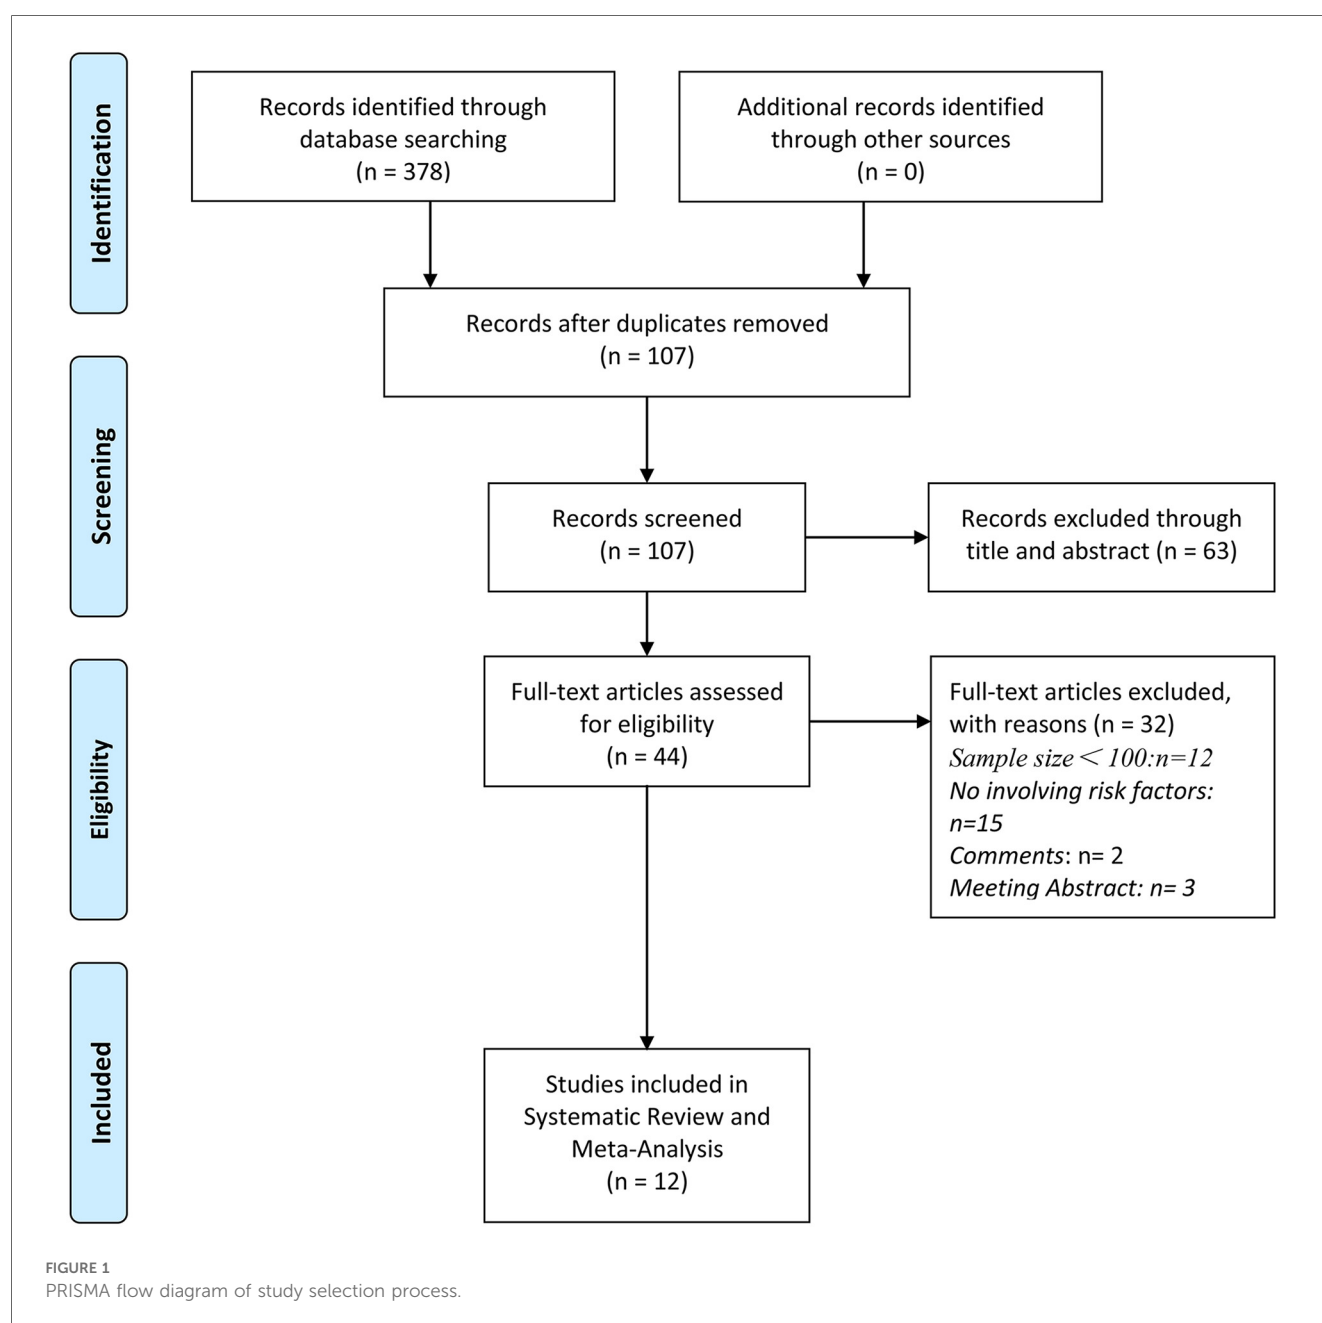 Identification
Records identified through
database searching
(n = 378)
Additional records identified
through other sources
(n = 0)
Records after duplicates removed
(n = 107)
Screening
Records screened
(n = 107)
Records excluded through
title and abstract (n = 63)
Eligibility
Full-text articles assessed
for eligibility
(n = 44)
Full-text articles excluded,
with reasons (n = 32)
Sample size < 100:n=12
No involving risk factors:
n=15
Comments: n= 2
Meeting Abstract: n= 3
Included
Studies included in
Systematic Review and
Meta-Analysis
(n = 12)
FIGURE 1
PRISMA flow diagram of study selection process.